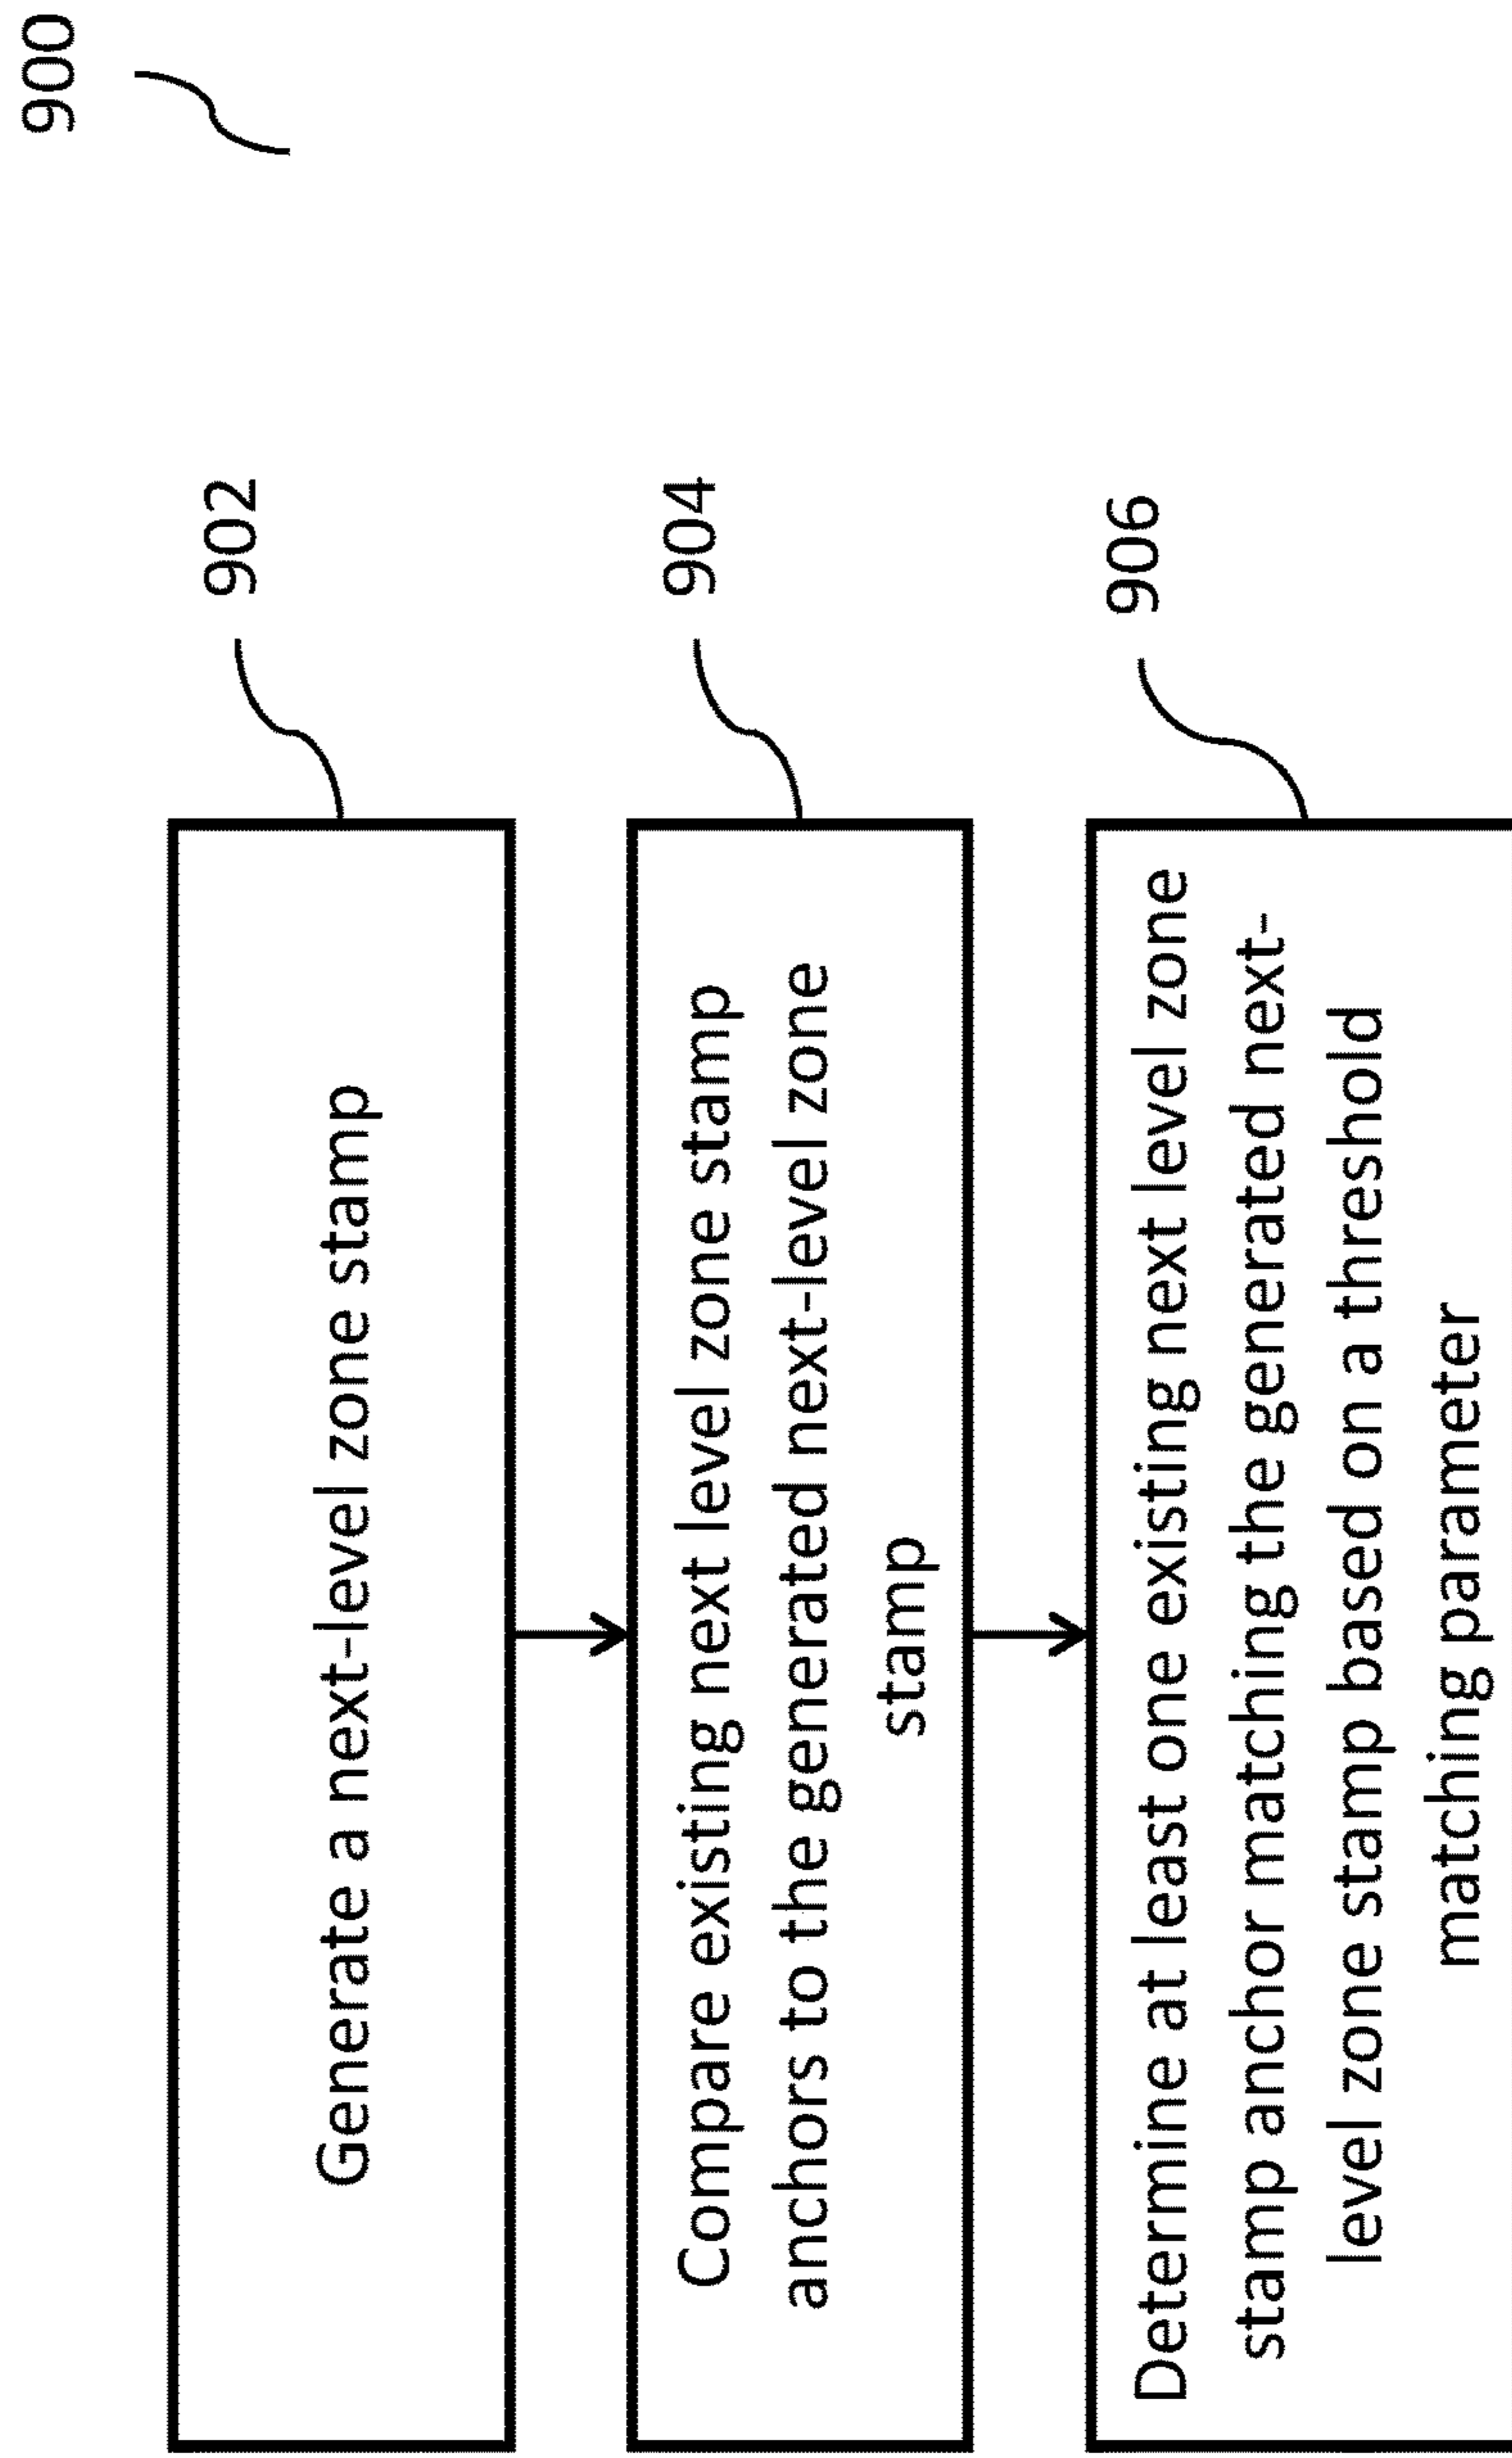 900
Generate a next-level zone stamp
902
Compare existing next level zone stamp
anchors to the generated next-level zone
stamp
904
Determine at least one existing next level zone
stamp anchor matching the generated next-
level zone stamp based on a threshold
matching parameter
906